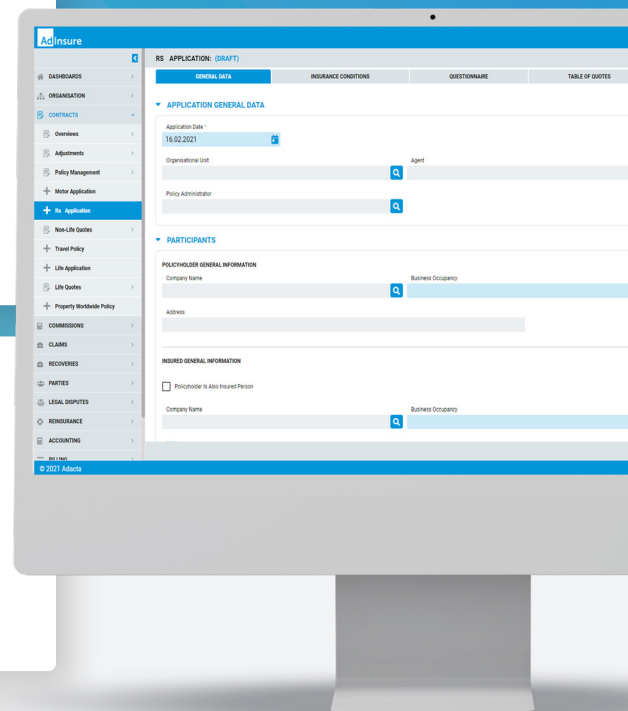 AdInsure
RS APPLICATION: (DRAFT)
DASHBOARDS
ORGANISATION
CONTRACTS
Overviews
Adjustments
Policy Management
Motor Application
Rs Application
Non-Life Quotes
Travel Policy
Life Application
Life Quotes
Property Worldwide Policy
COMMISSIONS
CLAIMS
RECOVERIES
PARTIES
LEGAL DISPUTES
REINSURANCE
ACCOUNTING
BILLING
GENERAL DATA INSURANCE CONDITIONS QUESTIONNAIRE TABLE OF QUOTES
APPLICATION GENERAL DATA
Application Date *
16.02.2021
Organisational Unit Agent
Policy Administrator
PARTICIPANTS
POLICYHOLDER GENERAL INFORMATION
Company Name Business Occupancy
Address
INSURED GENERAL INFORMATION
Policyholder Is Also Insured Person
Company Name Business Occupancy
© 2021 Adacta